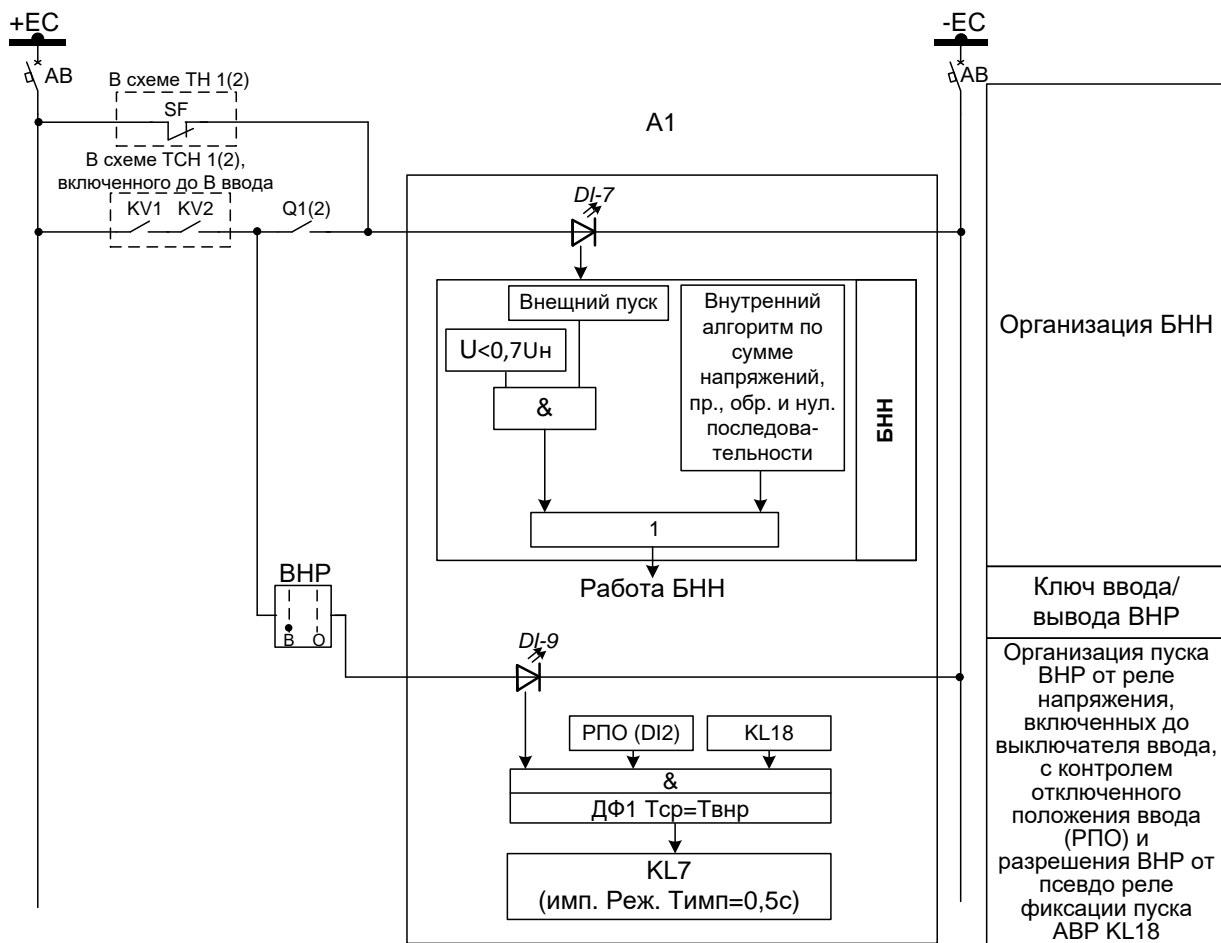 +ЕС
-ЕС
АВ
АВ
В схеме ТН 1(2)
SF
А1
В схеме ТСН 1(2),
включенного до В ввода
KV1
KV2
Q1(2)
DI-7
Внещний пуск
U<0,7Uн
&
Внутренний
алгоритм по
сумме
напряжений,
пр., обр. и нул.
последова-
тельности
БНН
1
Работа БНН
Организация БНН
ВНР
В
О
Ключ ввода/
вывода ВНР
DI-9
РПО (DI2)
KL18
&
ДФ1 Тср=Твнр
KL7
(имп. Реж. Тимп=0,5с)
Организация пуска
ВНР от реле
напряжения,
включенных до
выключателя ввода,
с контролем
отключенного
положения ввода
(РПО) и
разрешения ВНР от
псевдо реле
фиксации пуска
АВР KL18